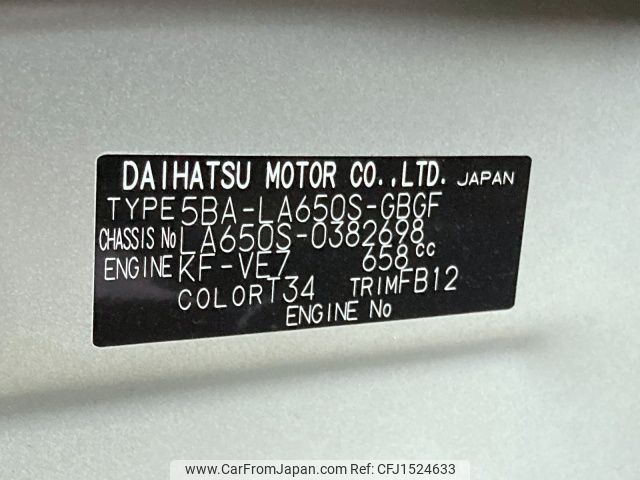 DAIHATSU MOTOR CO.,LTD. JAPAN
TYPE 5BA-LA650S-GBGF
CHASSIS No LA650S-0382698
ENGINE KF-VE7 658cc
COLOR T34 TRIM FB12
ENGINE No
www.CarFromJapan.com | Ref No. CFJ1524633